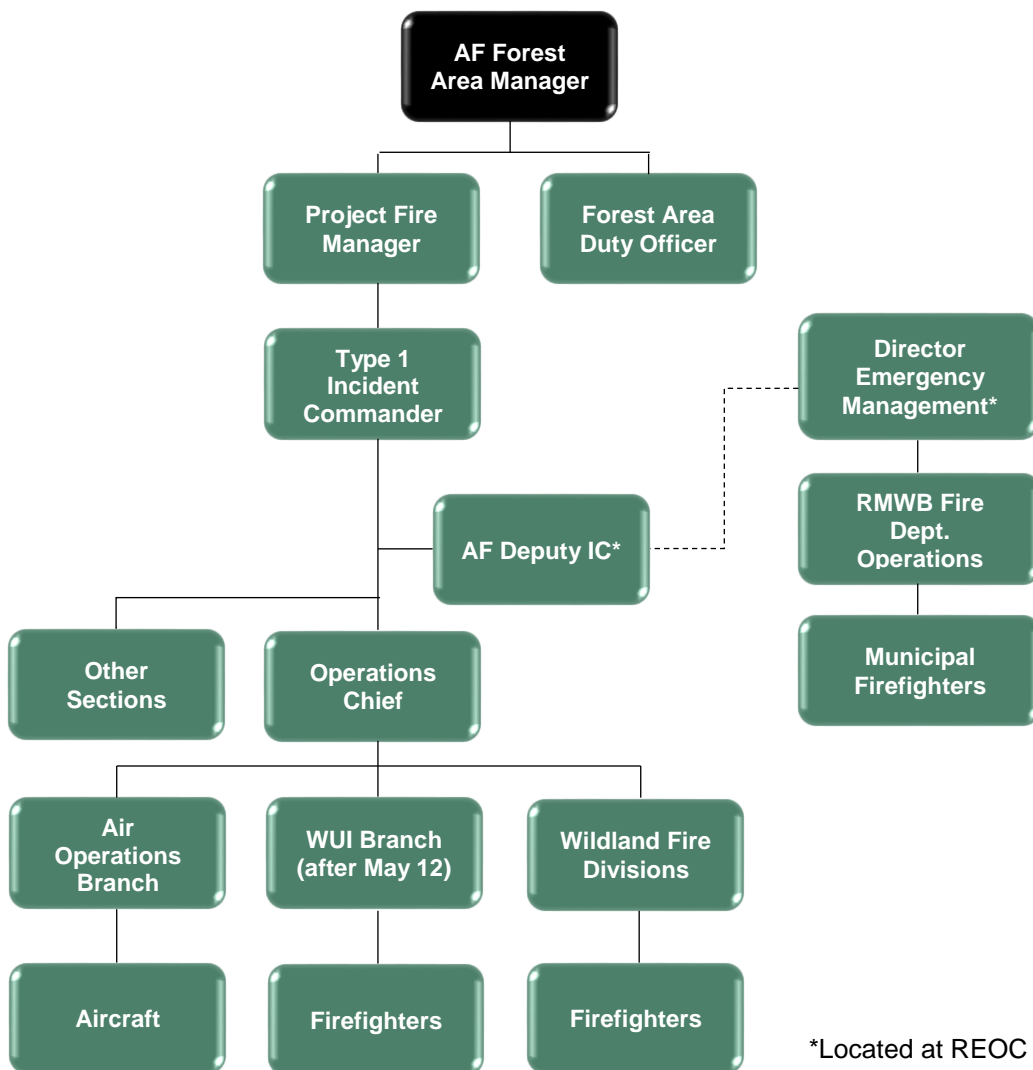 AF Forest
Area Manager
Project Fire
Manager
Forest Area
Duty Officer
Type 1
Incident
Commander
Director
Emergency
Management*
AF Deputy IC*
RMWB Fire
Dept.
Operations
Other
Sections
Operations
Chief
Municipal
Firefighters
Air
Operations
Branch
WUI Branch
(after May 12)
Wildland Fire
Divisions
Aircraft
Firefighters
Firefighters
*Located at REOC